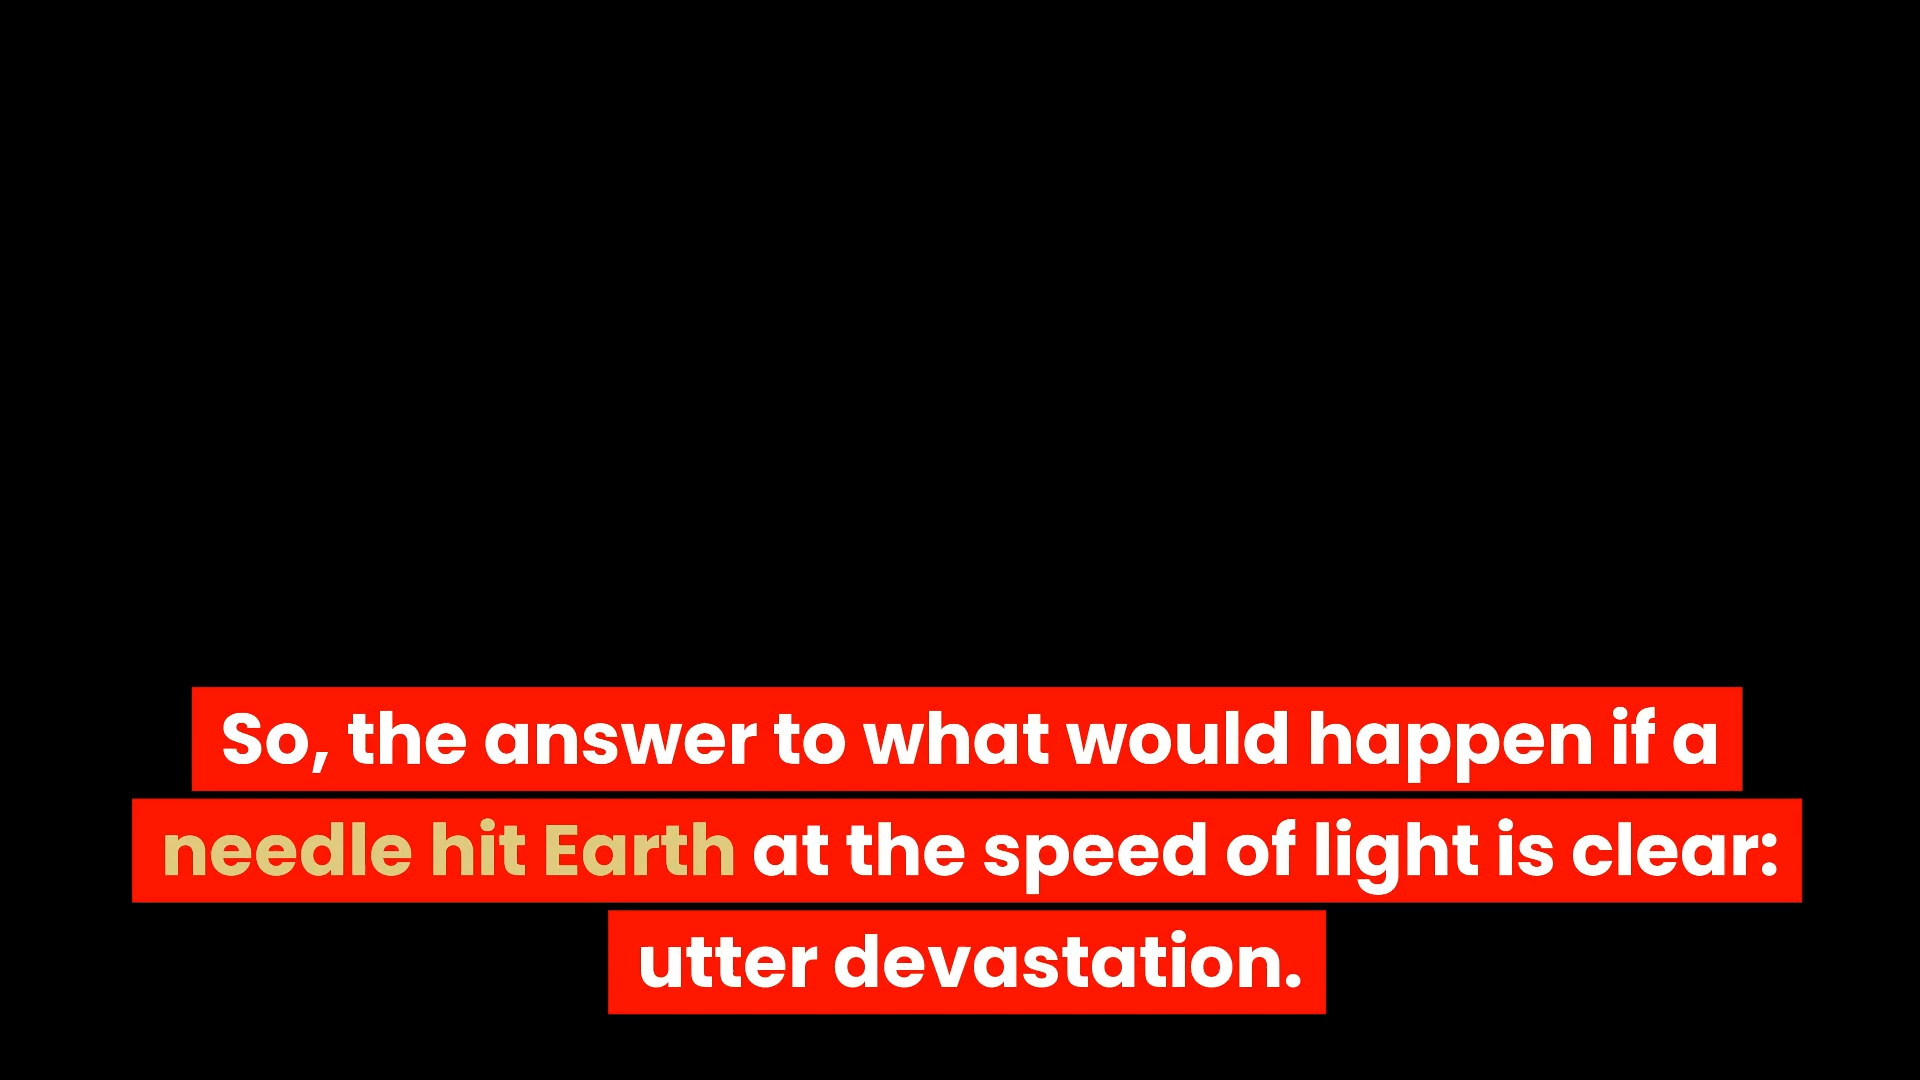 So, the answer to what would happen if a
needle hit Earth at the speed of light is clear:
utter devastation.